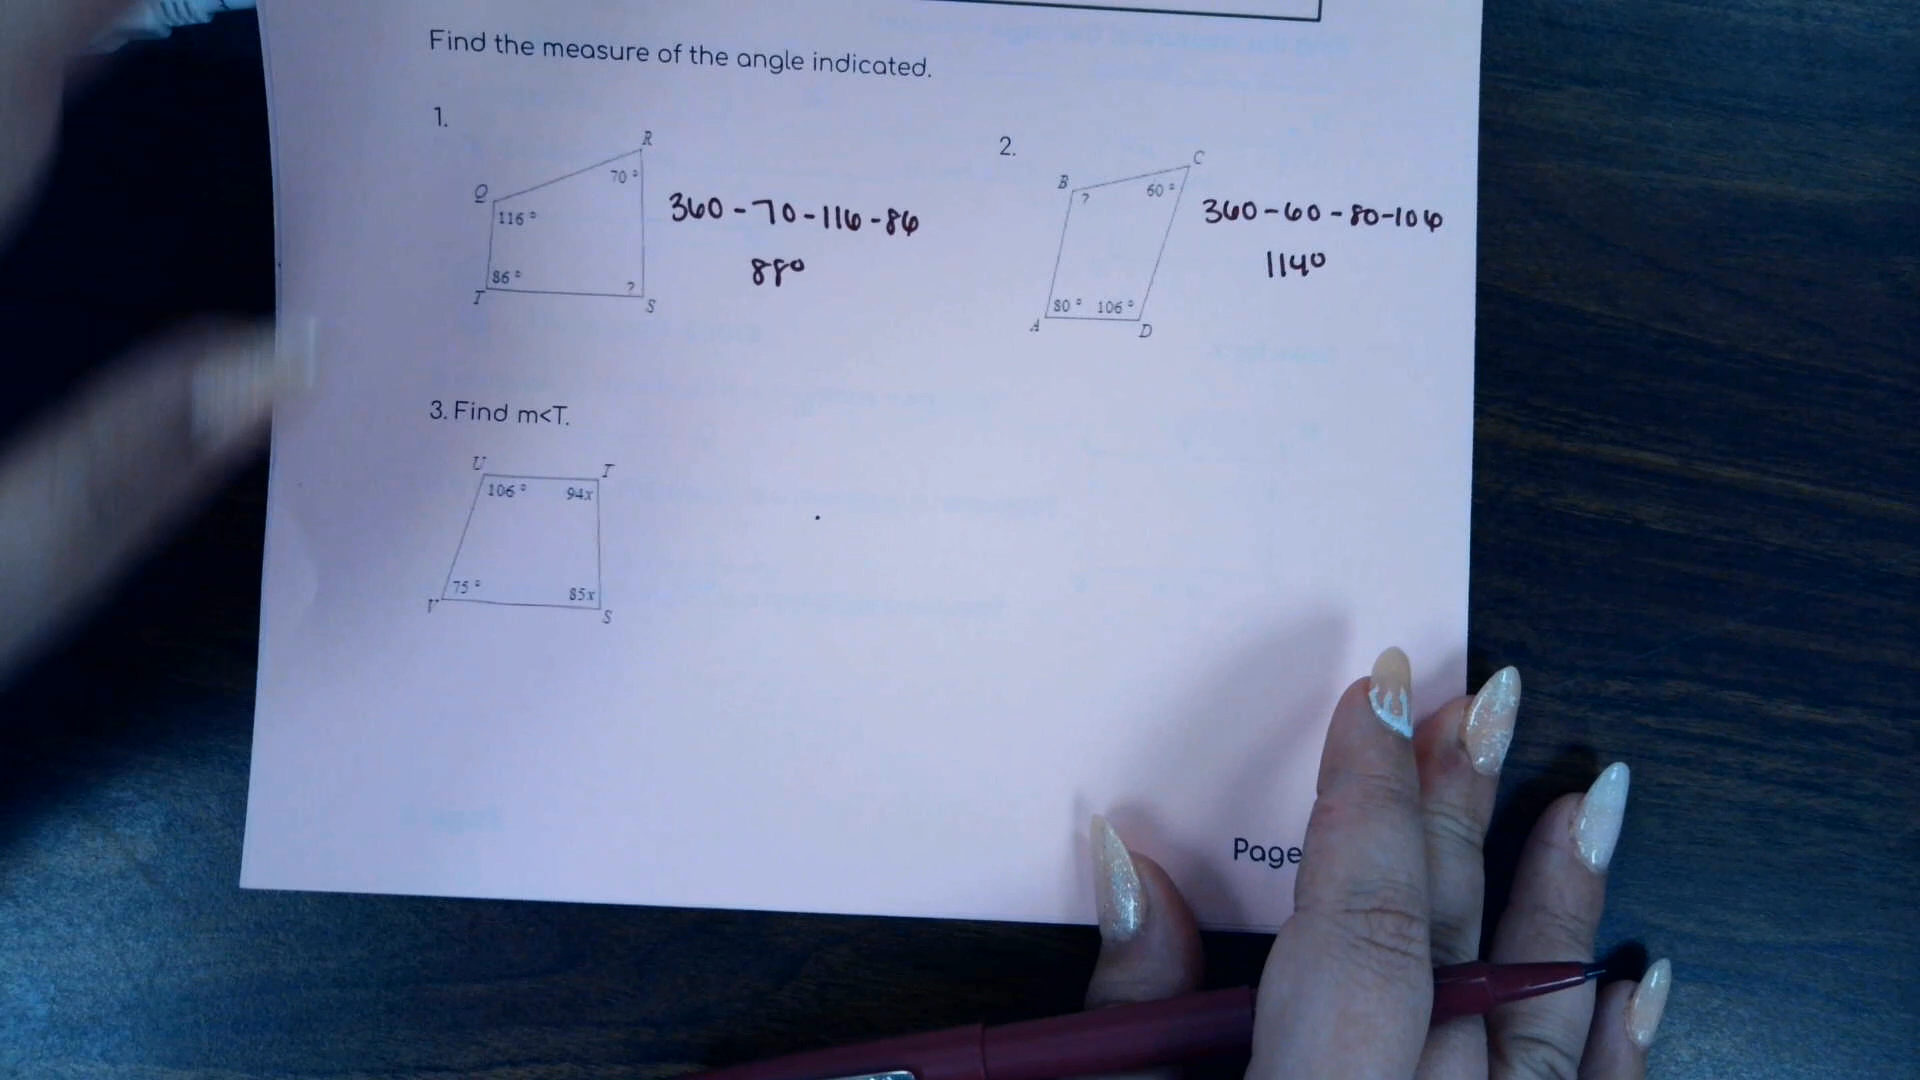 Find the measure of the angle indicated.
1.
R
70°
Q
116°
86°
T
?
S
360-70-116-86
88°
2.
C
B
?
60°
80° 106°
A
D
360-60-80-106
114°
3. Find m<T.
U
T
106°
94x
75°
85x
V
S
Page